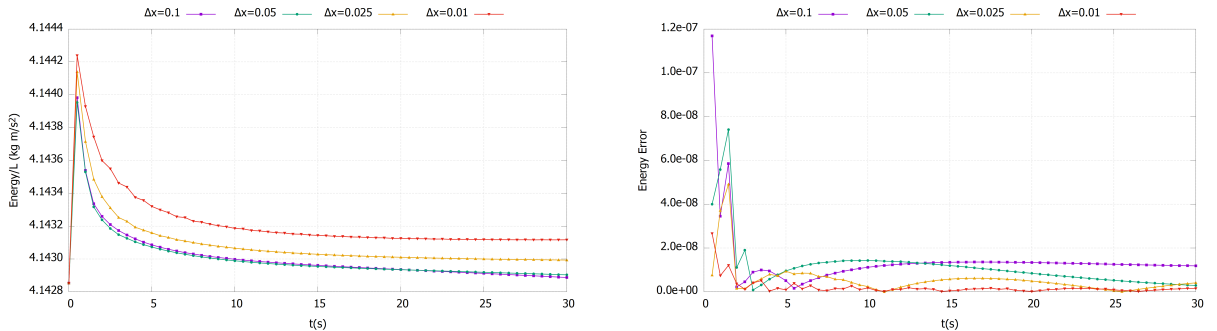 Δx=0.1 Δx=0.05 Δx=0.025 Δx=0.01
4.1444
4.1442
4.1440
4.1438
4.1436
4.1434
4.1432
4.1430
4.1428
Energy/L (kg m/s2)
0 5 10 15 20 25 30
t(s)
Δx=0.1 Δx=0.05 Δx=0.025 Δx=0.01
1.2e-07
1.0e-07
8.0e-08
6.0e-08
4.0e-08
2.0e-08
0.0e+00
Energy Error
0 5 10 15 20 25 30
t(s)